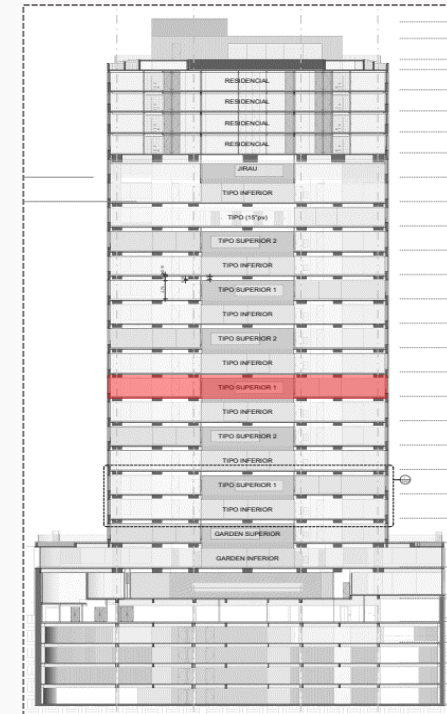 RESIDENCIAL
RESIDENCIAL
RESIDENCIAL
RESIDENCIAL
JIRAU
TIPO INFERIOR
TIPO (15°pv)
TIPO SUPERIOR 2
TIPO INFERIOR
TIPO SUPERIOR 1
TIPO INFERIOR
TIPO SUPERIOR 2
TIPO INFERIOR
TIPO SUPERIOR 1
TIPO INFERIOR
TIPO SUPERIOR 2
TIPO INFERIOR
TIPO SUPERIOR 1
TIPO INFERIOR
GARDEN SUPERIOR
GARDEN INFERIOR